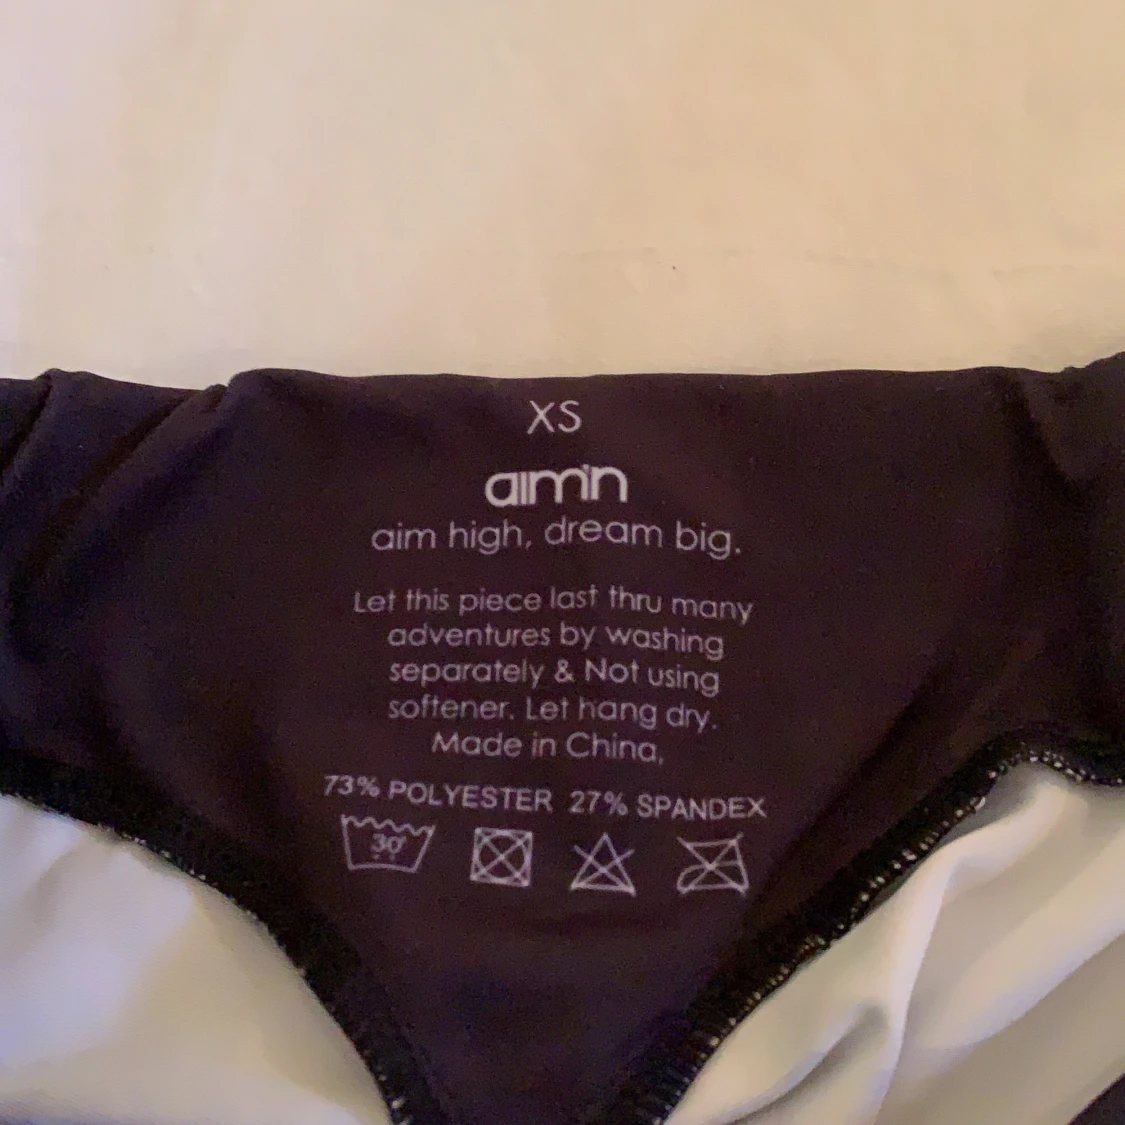 XS
aim'n
aim high, dream big.
Let this piece last thru many
adventures by washing
separately & Not using
softener. Let hang dry.
Made in China.
73% POLYESTER 27% SPANDEX
30°